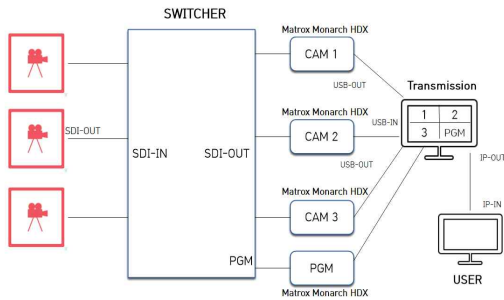 SWITCHER
Matrox Monarch HDX
CAM 1
USB-OUT
Transmission
1 2
3 PGM
IP-OUT
SDI-OUT
SDI-IN
SDI-OUT
Matrox Monarch HDX
CAM 2
USB-IN
USB-OUT
Matrox Monarch HDX
CAM 3
IP-IN
USER
PGM
PGM
Matrox Monarch HDX